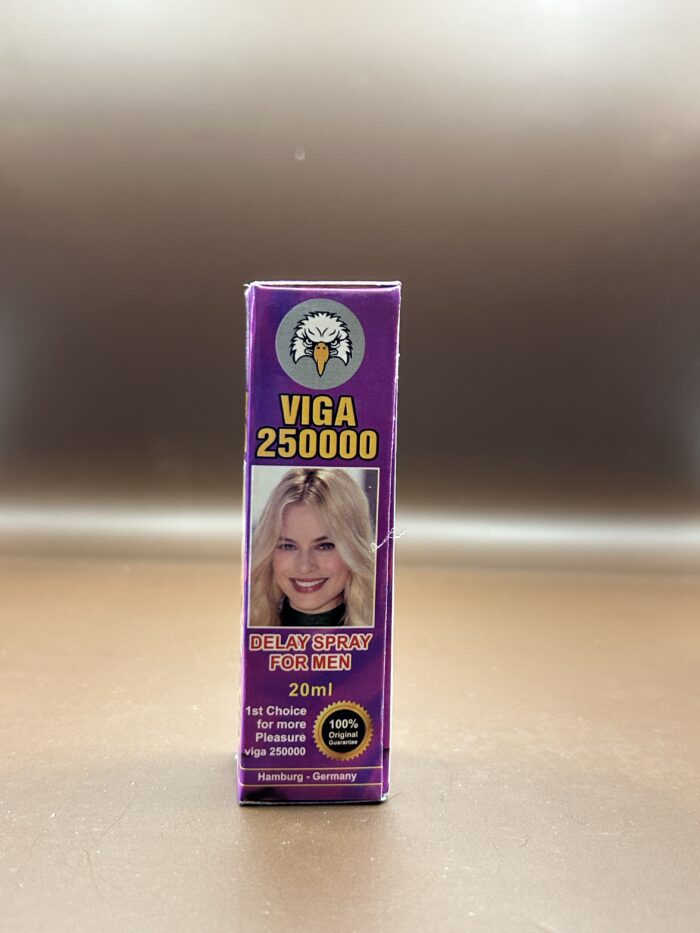 VIGA
250000
DELAY SPRAY
FOR MEN
20ml
1st Choice
for more
Pleasure
viga 250000
100%
Original
Guarantee
Hamburg - Germany